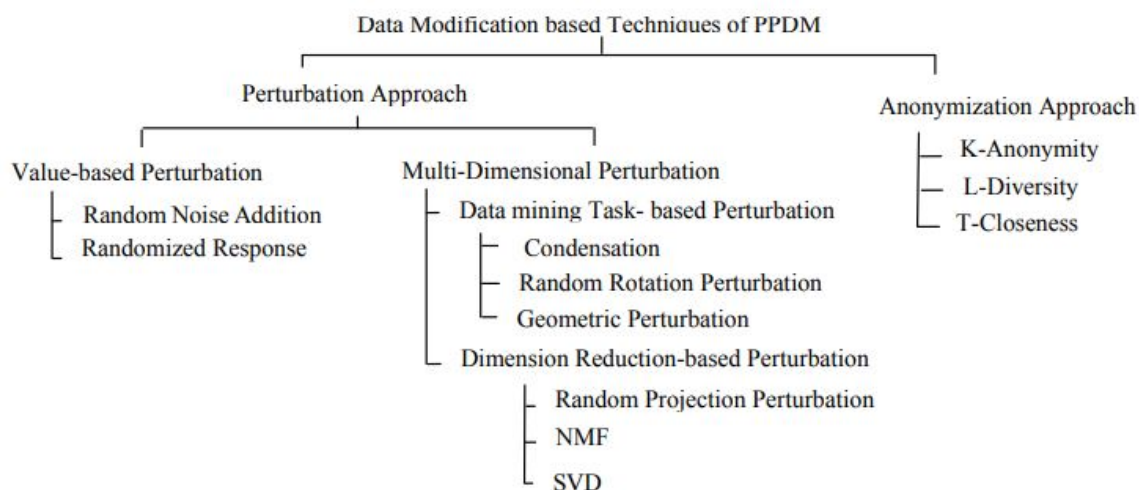 Data Modification based Techniques of PPDM
Perturbation Approach
Anonymization Approach
K-Anonymity
L-Diversity
T-Closeness
Value-based Perturbation
Random Noise Addition
Randomized Response
Multi-Dimensional Perturbation
Data mining Task- based Perturbation
Condensation
Random Rotation Perturbation
Geometric Perturbation
Dimension Reduction-based Perturbation
Random Projection Perturbation
NMF
SVD